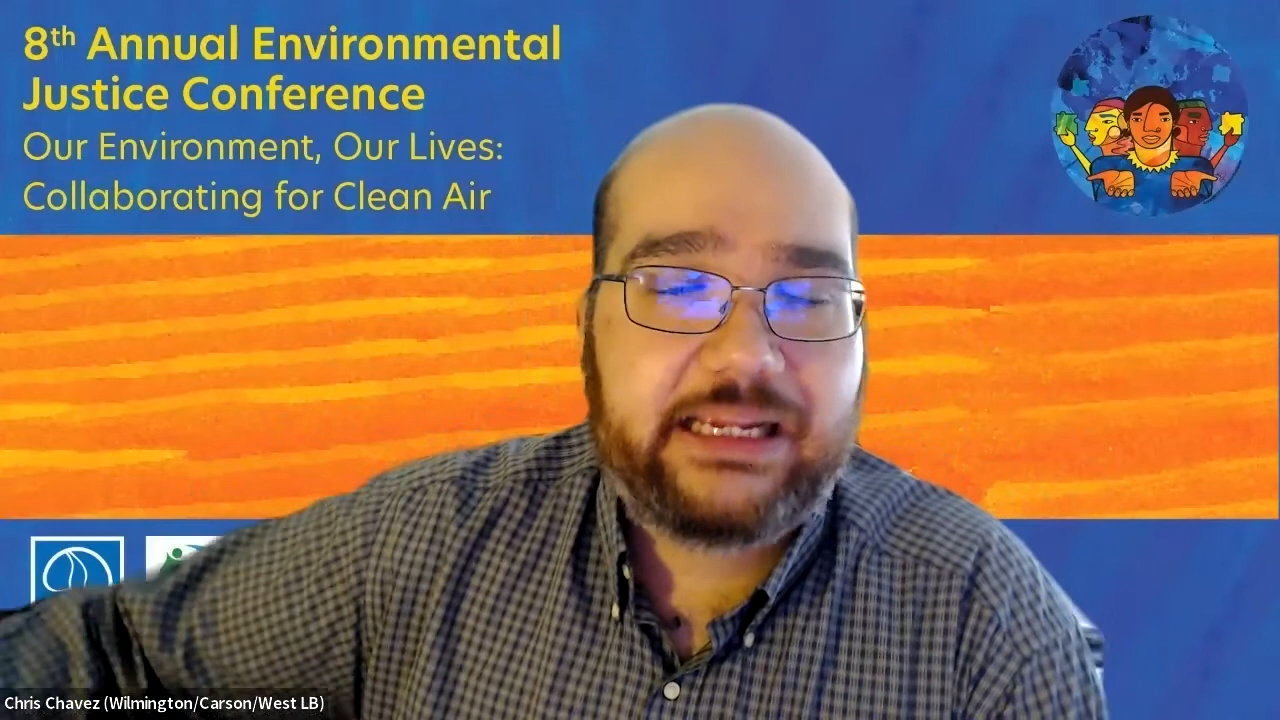 8th Annual Environmental
Justice Conference
Our Environment, Our Lives:
Collaborating for Clean Air
Chris Chavez (Wilmington/Carson/West LB)